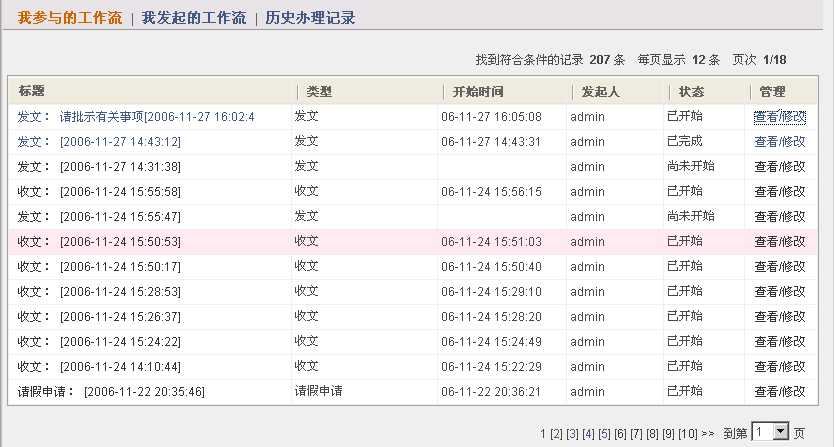 我参与的工作流 | 我发起的工作流 | 历史办理记录
找到符合条件的记录 207 条 每页显示 12 条 页次 1/18
标题 类型 开始时间 发起人 状态 管理
发文： 请批示有关事项[2006-11-27 16:02:4 发文 06-11-27 16:05:08 admin 已开始 查看/修改
发文： [2006-11-27 14:43:12] 发文 06-11-27 14:43:31 admin 已完成 查看/修改
发文： [2006-11-27 14:31:38] 发文 admin 尚未开始 查看/修改
收文： [2006-11-24 15:55:58] 收文 06-11-24 15:56:15 admin 已开始 查看/修改
发文： [2006-11-24 15:55:47] 发文 admin 尚未开始 查看/修改
收文： [2006-11-24 15:50:53] 收文 06-11-24 15:51:03 admin 已开始 查看/修改
收文： [2006-11-24 15:50:17] 收文 06-11-24 15:50:40 admin 已开始 查看/修改
收文： [2006-11-24 15:28:53] 收文 06-11-24 15:29:10 admin 已开始 查看/修改
收文： [2006-11-24 15:26:37] 收文 06-11-24 15:28:20 admin 已开始 查看/修改
收文： [2006-11-24 15:24:22] 收文 06-11-24 15:24:49 admin 已开始 查看/修改
收文： [2006-11-24 14:10:44] 收文 06-11-24 15:22:29 admin 已开始 查看/修改
请假申请： [2006-11-22 20:35:46] 请假申请 06-11-22 20:36:21 admin 已开始 查看/修改
1 [2] [3] [4] [5] [6] [7] [8] [9] [10] >> 到第 1 页